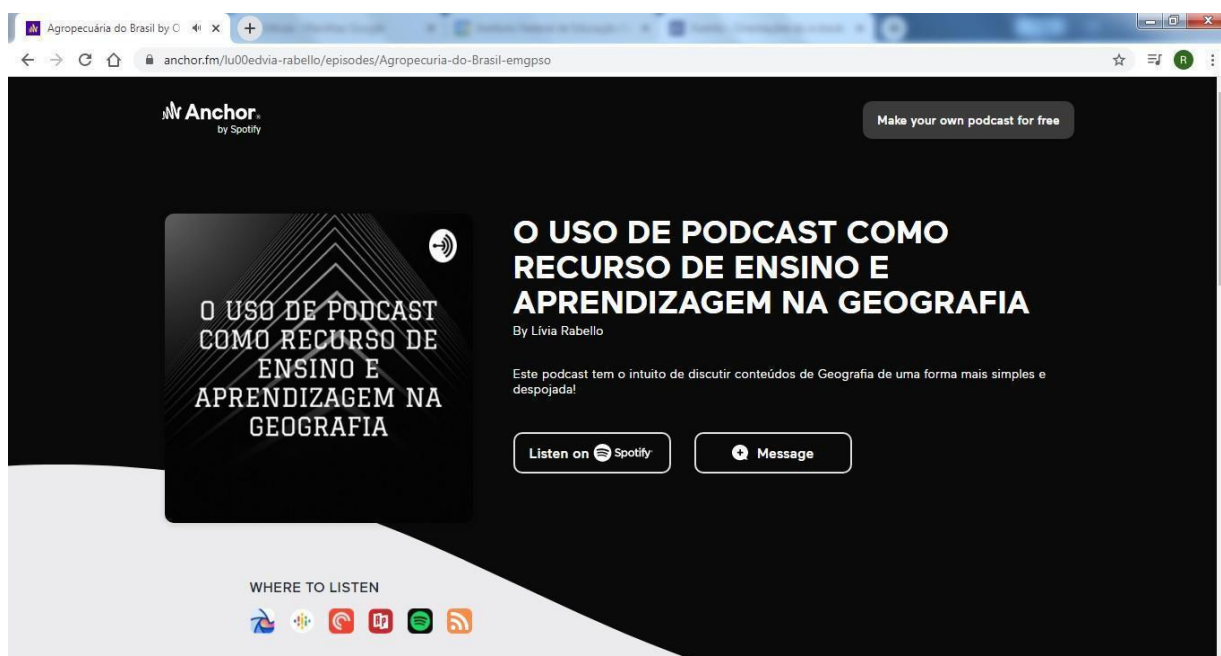 Agropecuária do Brasil by O
anchor.fm/lu00edvia-rabello/episodes/Agropecuria-do-Brasil-emgpso
R
Anchor
by Spotify
Make your own podcast for free
O USO DE PODCAST
COMO RECURSO DE
ENSINO E
APRENDIZAGEM NA
GEOGRAFIA
O USO DE PODCAST COMO
RECURSO DE ENSINO E
APRENDIZAGEM NA GEOGRAFIA
By Lívia Rabello
Este podcast tem o intuito de discutir conteúdos de Geografia de uma forma mais simples e
despojada!
Listen on Spotify
Message
WHERE TO LISTEN